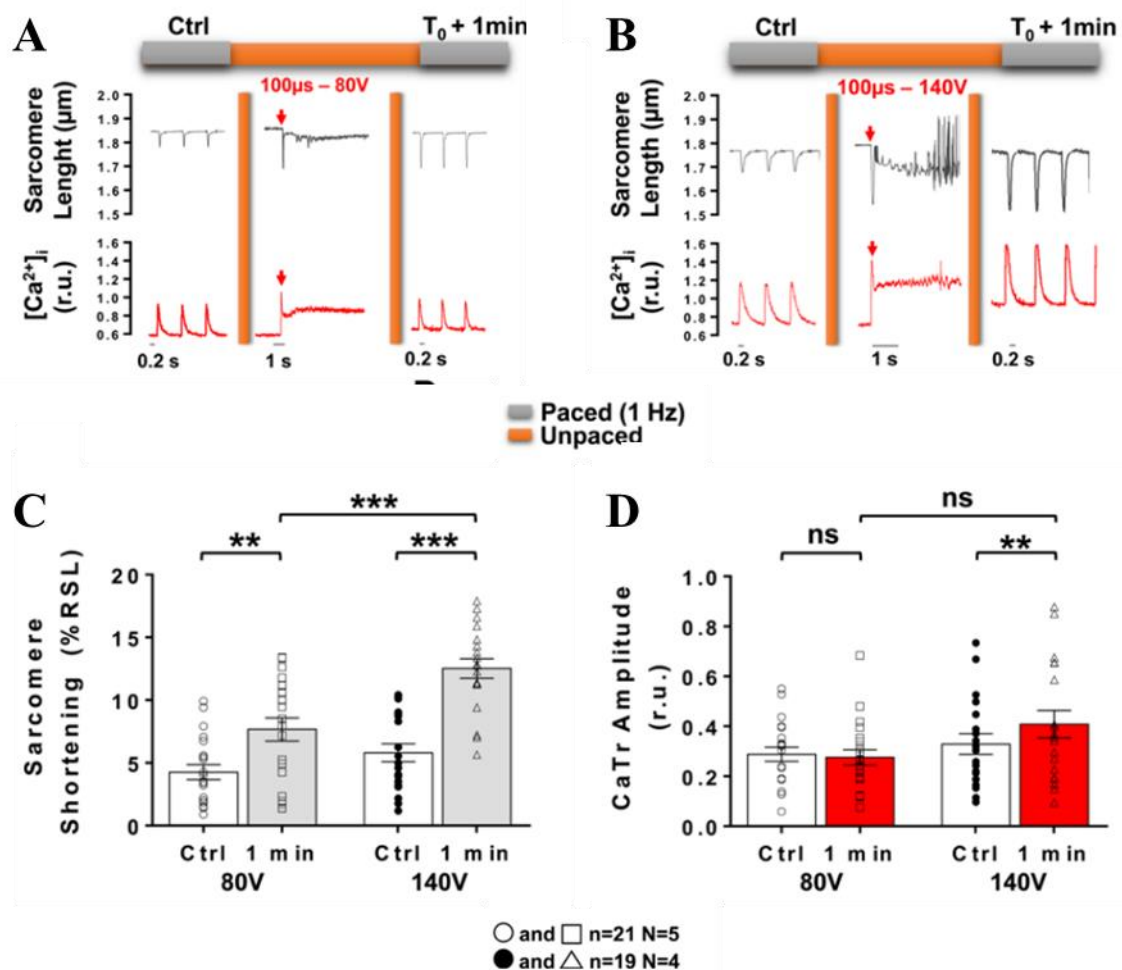 A
Ctrl
T0 + 1min
100µs – 80V
Sarcomere
Lenght (µm)
2.0
1.9
1.8
1.7
1.6
1.5
[Ca2+]i
(r.u.)
1.6
1.4
1.2
1.0
0.8
0.6
0.2 s
1 s
0.2 s
B
Ctrl
T0 + 1min
100µs – 140V
Sarcomere
Length (µm)
2.0
1.9
1.8
1.7
1.6
1.5
[Ca2+]i
(r.u.)
1.6
1.4
1.2
1.0
0.8
0.6
0.2 s
1 s
0.2 s
Paced (1 Hz)
Unpaced
C
***
**
***
Sarcomere
Shortening (%RSL)
20
15
10
5
0
Ctrl 1 min
Ctrl 1 min
80V
140V
D
ns
ns
**
CaTr Amplitude
(r.u.)
1.0
0.8
0.6
0.4
0.2
0.0
Ctrl 1 min
Ctrl 1 min
80V
140V
○ and □ n=21 N=5
● and △ n=19 N=4